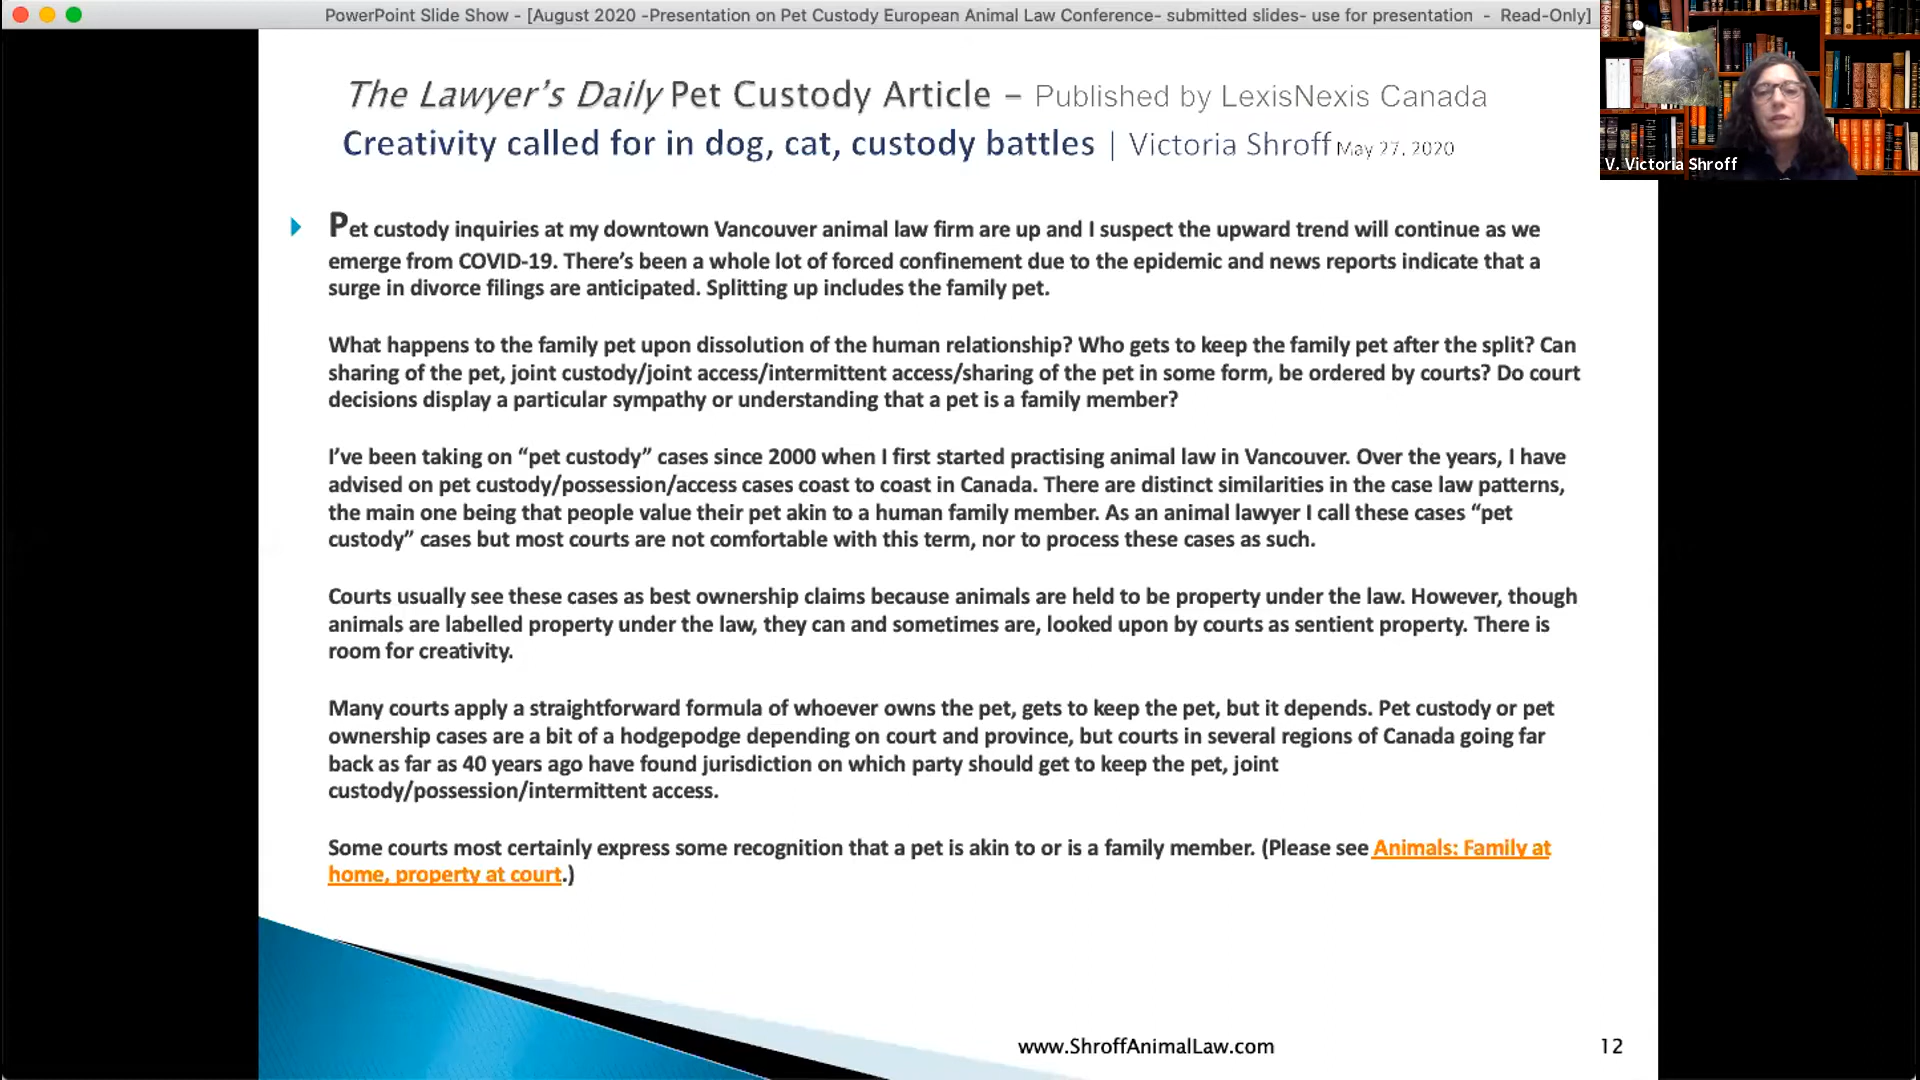 PowerPoint Slide Show - [August 2020 -Presentation on Pet Custody European Animal Law Conference- submitted slides- use for presentation - Read-Only]
The Lawyer's Daily Pet Custody Article – Published by LexisNexis Canada
Creativity called for in dog, cat, custody battles | Victoria Shroff May 27, 2020
V. Victoria Shroff
Pet custody inquiries at my downtown Vancouver animal law firm are up and I suspect the upward trend will continue as we
emerge from COVID-19. There's been a whole lot of forced confinement due to the epidemic and news reports indicate that a
surge in divorce filings are anticipated. Splitting up includes the family pet.
What happens to the family pet upon dissolution of the human relationship? Who gets to keep the family pet after the split? Can
sharing of the pet, joint custody/joint access/intermittent access/sharing of the pet in some form, be ordered by courts? Do court
decisions display a particular sympathy or understanding that a pet is a family member?
I've been taking on “pet custody” cases since 2000 when I first started practising animal law in Vancouver. Over the years, I have
advised on pet custody/possession/access cases coast to coast in Canada. There are distinct similarities in the case law patterns,
the main one being that people value their pet akin to a human family member. As an animal lawyer I call these cases “pet
custody” cases but most courts are not comfortable with this term, nor to process these cases as such.
Courts usually see these cases as best ownership claims because animals are held to be property under the law. However, though
animals are labelled property under the law, they can and sometimes are, looked upon by courts as sentient property. There is
room for creativity.
Many courts apply a straightforward formula of whoever owns the pet, gets to keep the pet, but it depends. Pet custody or pet
ownership cases are a bit of a hodgepodge depending on court and province, but courts in several regions of Canada going far
back as far as 40 years ago have found jurisdiction on which party should get to keep the pet, joint
custody/possession/intermittent access.
Some courts most certainly express some recognition that a pet is akin to or is a family member. (Please see Animals: Family at
home, property at court.)
www.ShroffAnimalLaw.com
12